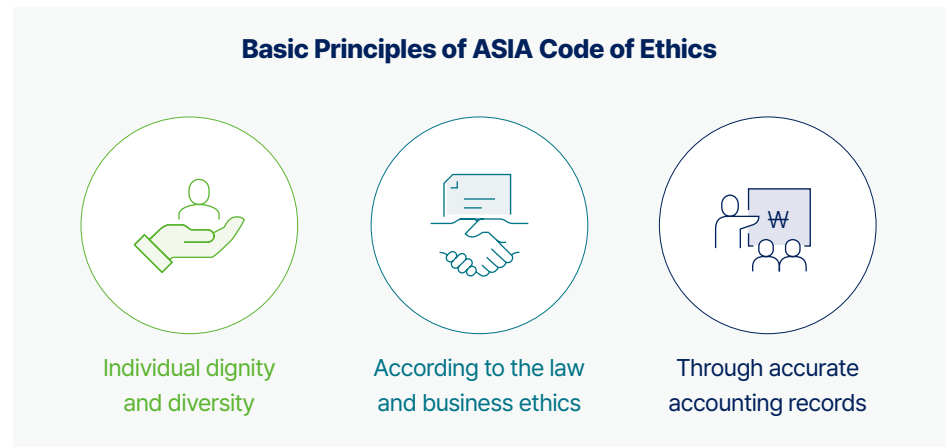 Basic Principles of ASIA Code of Ethics
₩
Individual dignity
and diversity
According to the law
and business ethics
Through accurate
accounting records